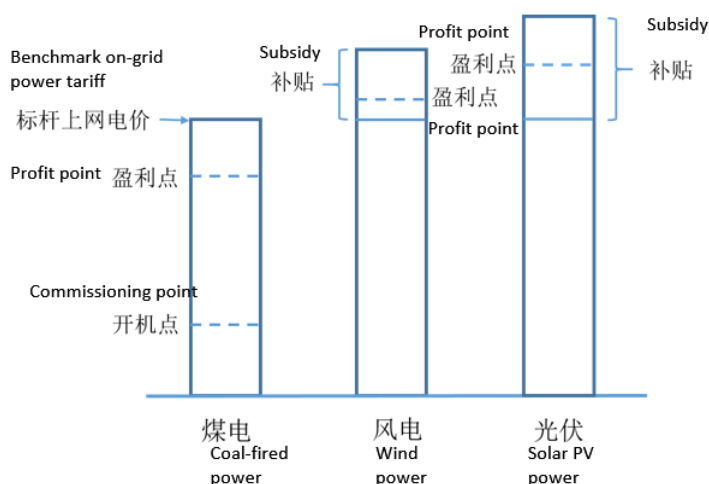 Profit point
Subsidy
Subsidy
补贴
Benchmark on-grid
power tariff
盈利点
补贴
盈利点
标杆上网电价
Profit point
Profit point
盈利点
Commissioning point
开机点
煤电
风电
光伏
Coal-fired
power
Wind
power
Solar PV
power